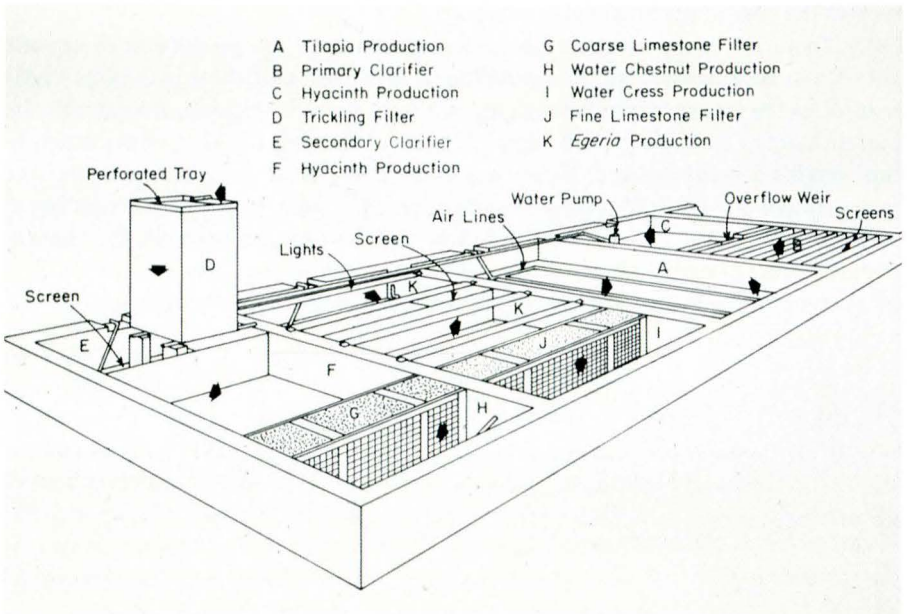 A Tilapia Production
B Primary Clarifier
C Hyacinth Production
D Trickling Filter
E Secondary Clarifier
F Hyacinth Production
G Coarse Limestone Filter
H Water Chestnut Production
I Water Cress Production
J Fine Limestone Filter
K Egeria Production
Perforated Tray
Water Pump
Overflow Weir
Screens
Air Lines
Screen
Lights
Screen
C
B
A
D
K
K
E
F
J
I
G
H